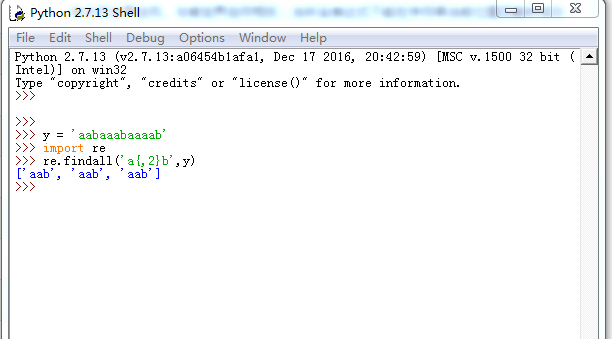 Python 2.7.13 Shell
File Edit Shell Debug Options Window Help
Python 2.7.13 (v2.7.13:a06454b1afa1, Dec 17 2016, 20:42:59) [MSC v.1500 32 bit (
Intel)] on win32
Type "copyright", "credits" or "license()" for more information.
>>>
>>>
>>> y = 'aabaaabaaaab'
>>> import re
>>> re.findall('a{,2}b',y)
['aab', 'aab', 'aab']
>>>